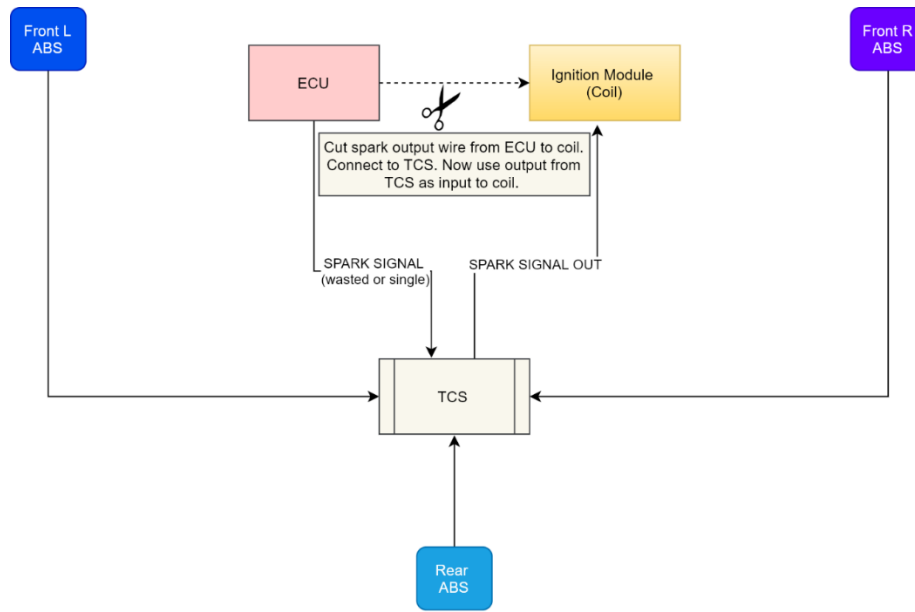 Front L
ABS
Front R
ABS
ECU
Ignition Module
(Coil)
Cut spark output wire from ECU to coil.
Connect to TCS. Now use output from
TCS as input to coil.
SPARK SIGNAL
(wasted or single)
SPARK SIGNAL OUT
TCS
Rear
ABS